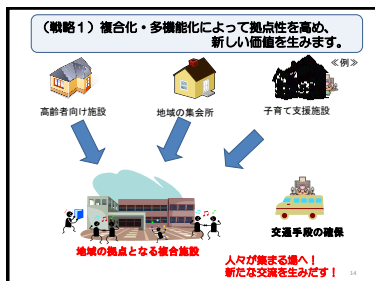 （戦略１）複合化・多機能化によって拠点性を高め、
新しい価値を生みます。
≪例≫
高齢者向け施設
地域の集会所
子育て支援施設
地域の拠点となる複合施設
交通手段の確保
人々が集まる場へ！
新たな交流を生みだす！
14